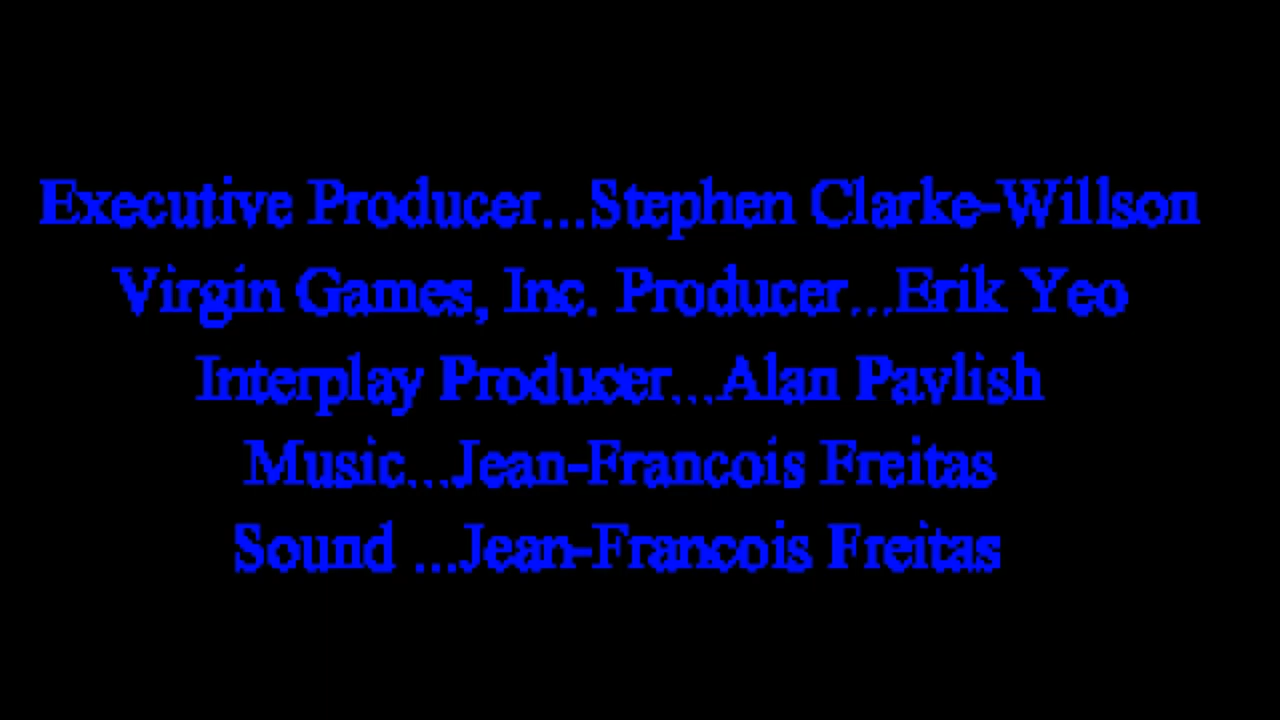 Executive Producer...Stephen Clarke-Willson
Virgin Games, Inc. Producer...Erik Yeo
Interplay Producer...Alan Pavlish
Music...Jean-Francois Freitas
Sound ...Jean-Francois Freitas